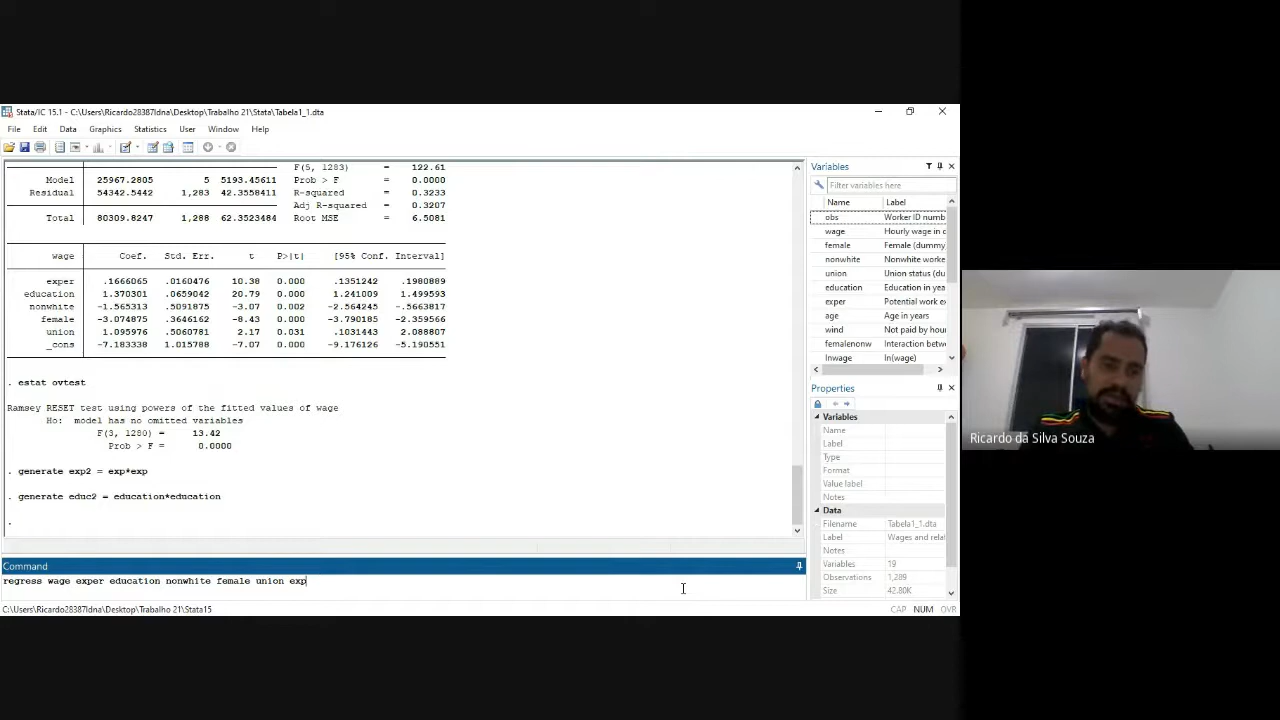 Stata/IC 15.1 - C:\Users\Ricardo28387ldna\Desktop\Trabalho 21\Stata\Tabela1_1.dta
File Edit Data Graphics Statistics User Window Help
F(5, 1283) = 122.61
Model 25967.2805 5 5193.45611 Prob > F = 0.0000
Residual 54342.5442 1,283 42.3558411 R-squared = 0.3233
Adj R-squared = 0.3207
Total 80309.8247 1,288 62.3523484 Root MSE = 6.5081
wage Coef. Std. Err. t P>|t| [95% Conf. Interval]
exper .1666065 .0160476 10.38 0.000 .1351242 .1980889
education 1.370301 .0659042 20.79 0.000 1.241009 1.499593
nonwhite -1.565313 .5091875 -3.07 0.002 -2.564245 -.5663817
female -3.074875 .3646162 -8.43 0.000 -3.790185 -2.359566
union 1.095976 .5060781 2.17 0.031 .1031443 2.088807
_cons -7.183338 1.015788 -7.07 0.000 -9.176126 -5.190551
. estat ovtest
Ramsey RESET test using powers of the fitted values of wage
Ho: model has no omitted variables
F(3, 1280) = 13.42
Prob > F = 0.0000
. generate exp2 = exp*exp
. generate educ2 = education*education
.
Command
regress wage exper education nonwhite female union exp
C:\Users\Ricardo28387ldna\Desktop\Trabalho 21\Stata15
CAP NUM OVR
Variables
Filter variables here
Name Label
obs Worker ID numb
wage Hourly wage in d
female Female (dummy
nonwhite Nonwhite worke
union Union status (du
education Education in yea
exper Potential work ex
age Age in years
wind Not paid by hour
femalenonw Interaction betwe
lnwage ln(wage)
Properties
Variables
Name
Label
Type
Format
Value label
Notes
Data
Filename Tabela1_1.dta
Label Wages and relat
Notes
Variables 19
Observations 1,289
Size 42.80K
Ricardo da Silva Souza